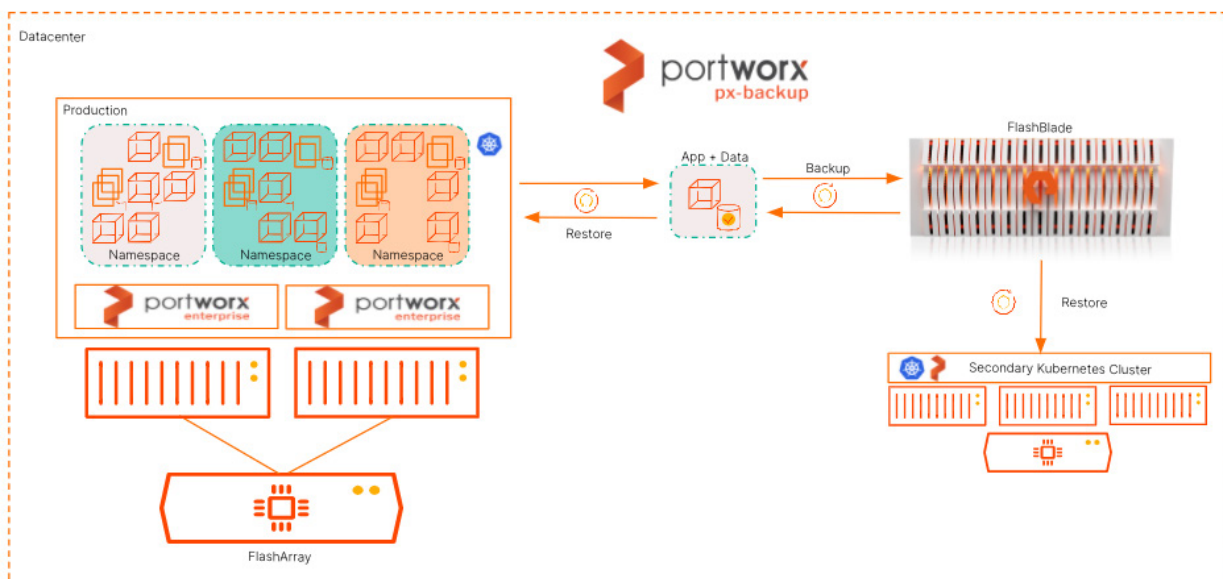 Datacenter
portworx
px-backup
Production
Namespace
Namespace
Namespace
portworx
enterprise
portworx
enterprise
FlashArray
Restore
App + Data
Backup
FlashBlade
Restore
Secondary Kubernetes Cluster